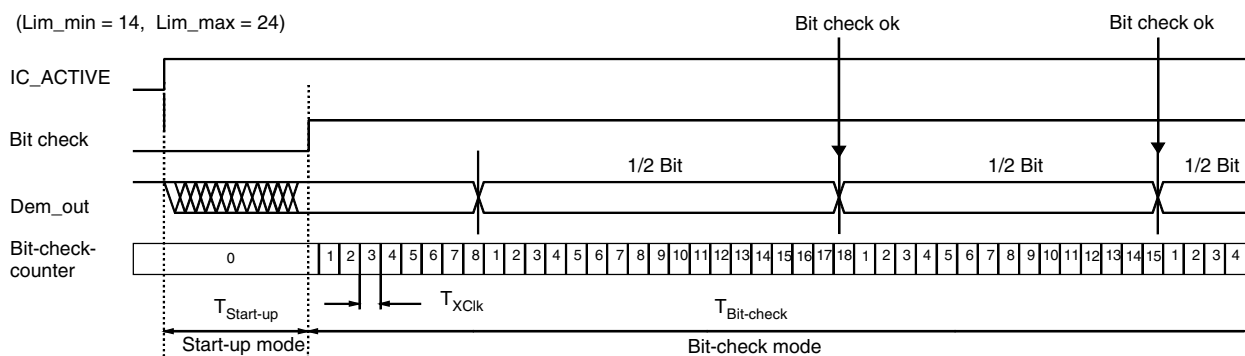 (Lim_min = 14, Lim_max = 24)
Bit check ok
Bit check ok
IC_ACTIVE
Bit check
1/2 Bit
1/2 Bit
1/2 Bit
Dem_out
Bit-check-
counter
0 1 2 3 4 5 6 7 8 1 2 3 4 5 6 7 8 9 10 11 12 13 14 15 16 17 18 1 2 3 4 5 6 7 8 9 10 11 12 13 14 15 1 2 3 4
TStart-up
TXClk
TBit-check
Start-up mode
Bit-check mode